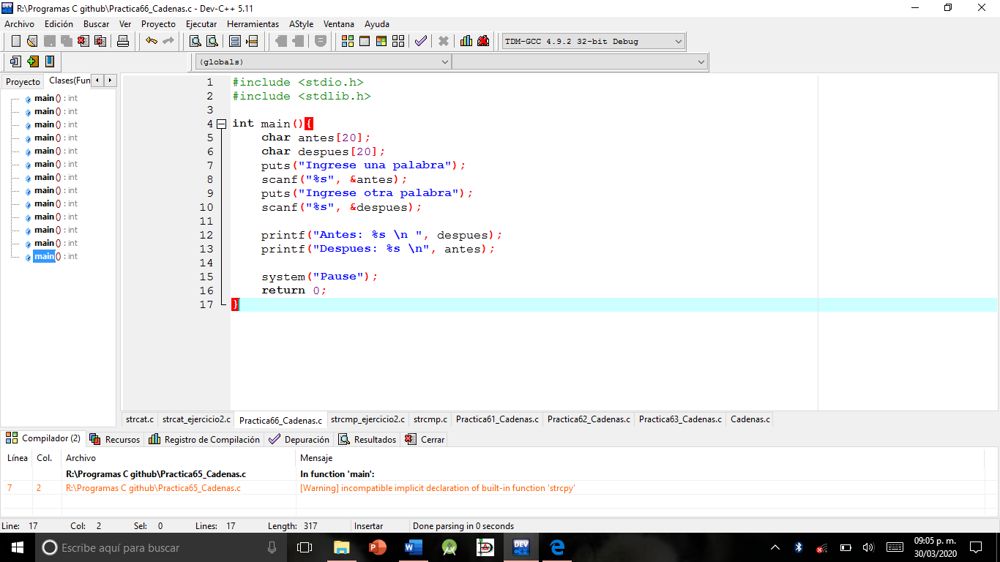 R:\Programas C github\Practica66_Cadenas.c - Dev-C++ 5.11
Archivo Edición Buscar Ver Proyecto Ejecutar Herramientas AStyle Ventana Ayuda
TDM-GCC 4.9.2 32-bit Debug
(globals)
Proyecto Clases(Fun
main() : int
main() : int
main() : int
main() : int
main() : int
main() : int
main() : int
main() : int
main() : int
main() : int
main() : int
main() : int
main() : int
1 #include <stdio.h>
2 #include <stdlib.h>
3
4 int main(){
5 char antes[20];
6 char despues[20];
7 puts("Ingrese una palabra");
8 scanf("%s", &antes);
9 puts("Ingrese otra palabra");
10 scanf("%s", &despues);
11
12 printf("Antes: %s \n ", despues);
13 printf("Despues: %s \n", antes);
14
15 system("Pause");
16 return 0;
17 }
strcat.c strcat_ejercicio2.c Practica66_Cadenas.c strcmp_ejercicio2.c strcmp.c Practica61_Cadenas.c Practica62_Cadenas.c Practica63_Cadenas.c Cadenas.c
Compilador (2) Recursos Registro de Compilación Depuración Resultados Cerrar
Línea Col. Archivo Mensaje
R:\Programas C github\Practica65_Cadenas.c In function 'main':
7 2 R:\Programas C github\Practica65_Cadenas.c [Warning] incompatible implicit declaration of built-in function 'strcpy'
Line: 17 Col: 2 Sel: 0 Lines: 17 Length: 317 Insertar Done parsing in 0 seconds
Escribe aquí para buscar
DEV
09:05 p. m.
30/03/2020